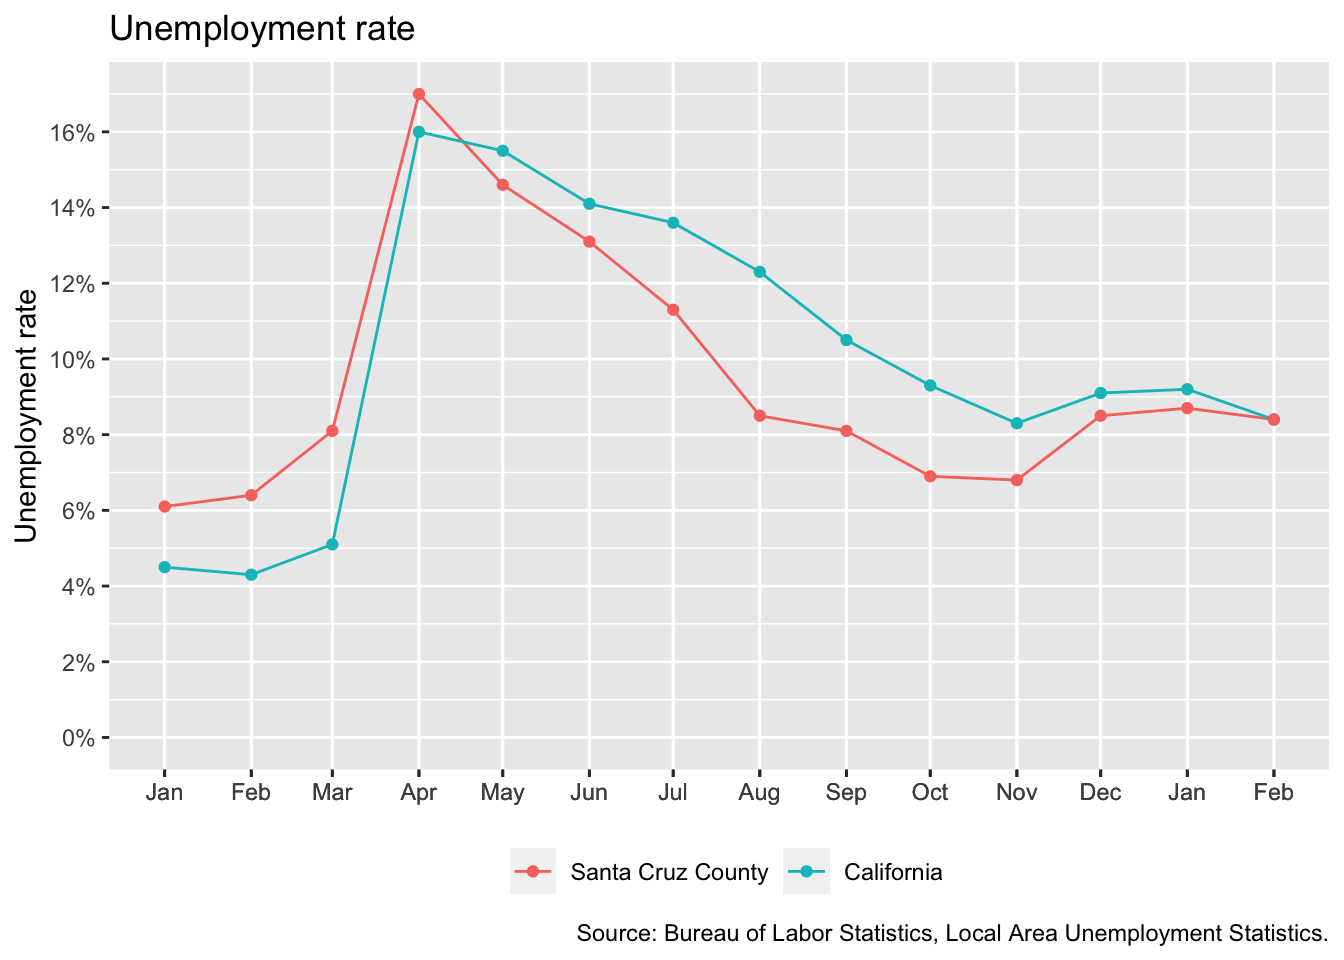 Unemployment rate
Unemployment rate
16%
14%
12%
10%
8%
6%
4%
2%
0%
Jan Feb Mar Apr May Jun Jul Aug Sep Oct Nov Dec Jan Feb
Santa Cruz County California
Source: Bureau of Labor Statistics, Local Area Unemployment Statistics.